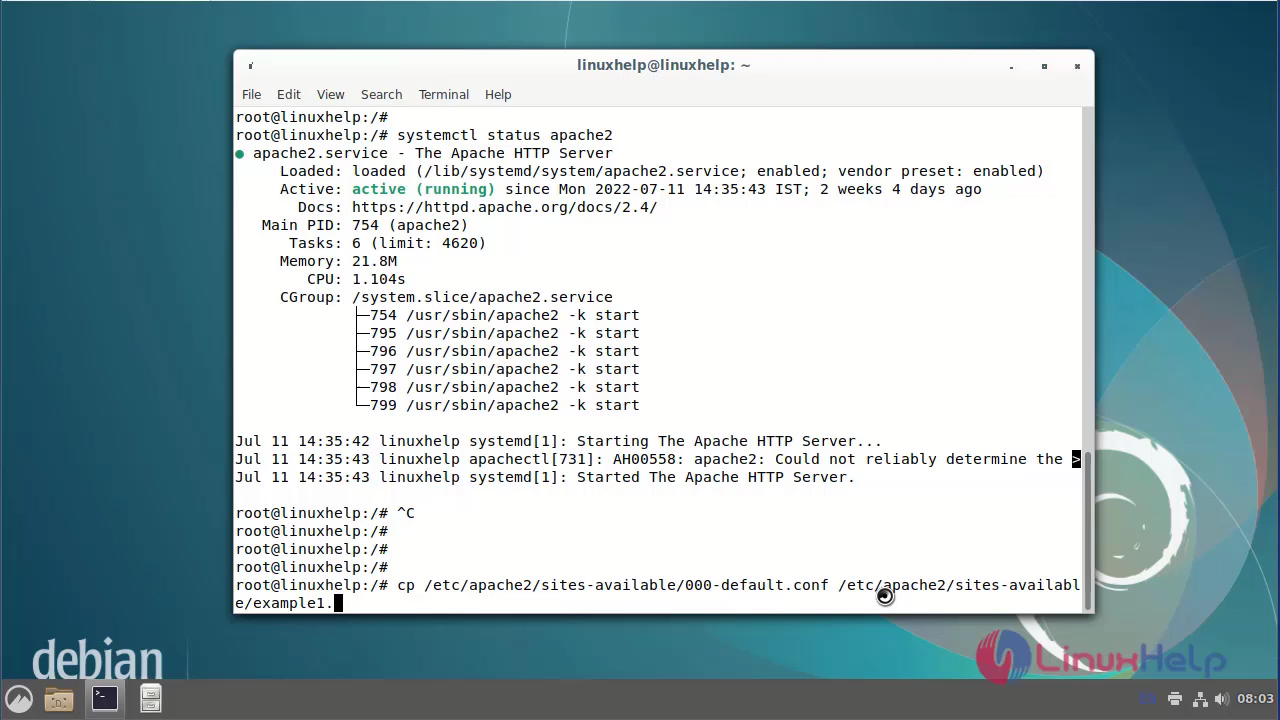 linuxhelp@linuxhelp: ~
File Edit View Search Terminal Help
root@linuxhelp:/#
root@linuxhelp:/# systemctl status apache2
● apache2.service - The Apache HTTP Server
Loaded: loaded (/lib/systemd/system/apache2.service; enabled; vendor preset: enabled)
Active: active (running) since Mon 2022-07-11 14:35:43 IST; 2 weeks 4 days ago
Docs: https://httpd.apache.org/docs/2.4/
Main PID: 754 (apache2)
Tasks: 6 (limit: 4620)
Memory: 21.8M
CPU: 1.104s
CGroup: /system.slice/apache2.service
├─754 /usr/sbin/apache2 -k start
├─795 /usr/sbin/apache2 -k start
├─796 /usr/sbin/apache2 -k start
├─797 /usr/sbin/apache2 -k start
├─798 /usr/sbin/apache2 -k start
└─799 /usr/sbin/apache2 -k start
Jul 11 14:35:42 linuxhelp systemd[1]: Starting The Apache HTTP Server...
Jul 11 14:35:43 linuxhelp apachectl[731]: AH00558: apache2: Could not reliably determine the >
Jul 11 14:35:43 linuxhelp systemd[1]: Started The Apache HTTP Server.
root@linuxhelp:/# ^C
root@linuxhelp:/#
root@linuxhelp:/#
root@linuxhelp:/#
root@linuxhelp:/# cp /etc/apache2/sites-available/000-default.conf /etc/apache2/sites-availabl
e/example1.
debian
LinuxHelp
08:03